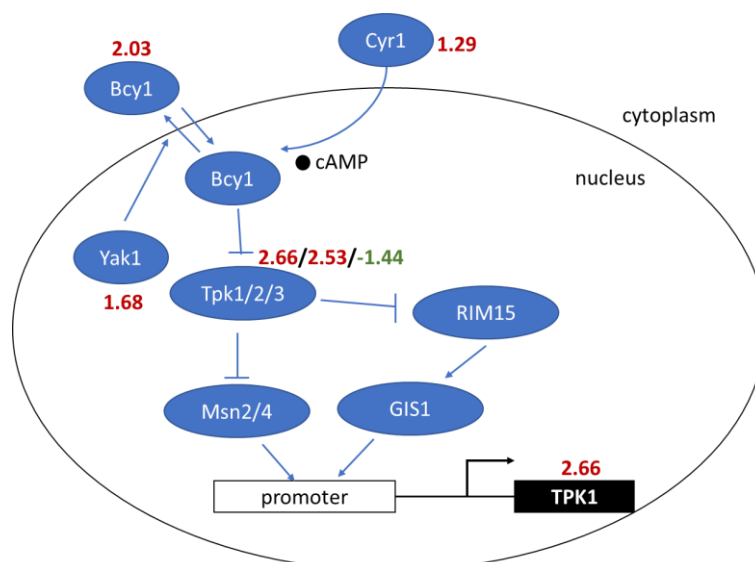 2.03
Cyr1
1.29
Bcy1
cytoplasm
Bcy1
cAMP
nucleus
Yak1
2.66/2.53/-1.44
1.68
Tpk1/2/3
RIM15
Msn2/4
GIS1
2.66
promoter
TPK1